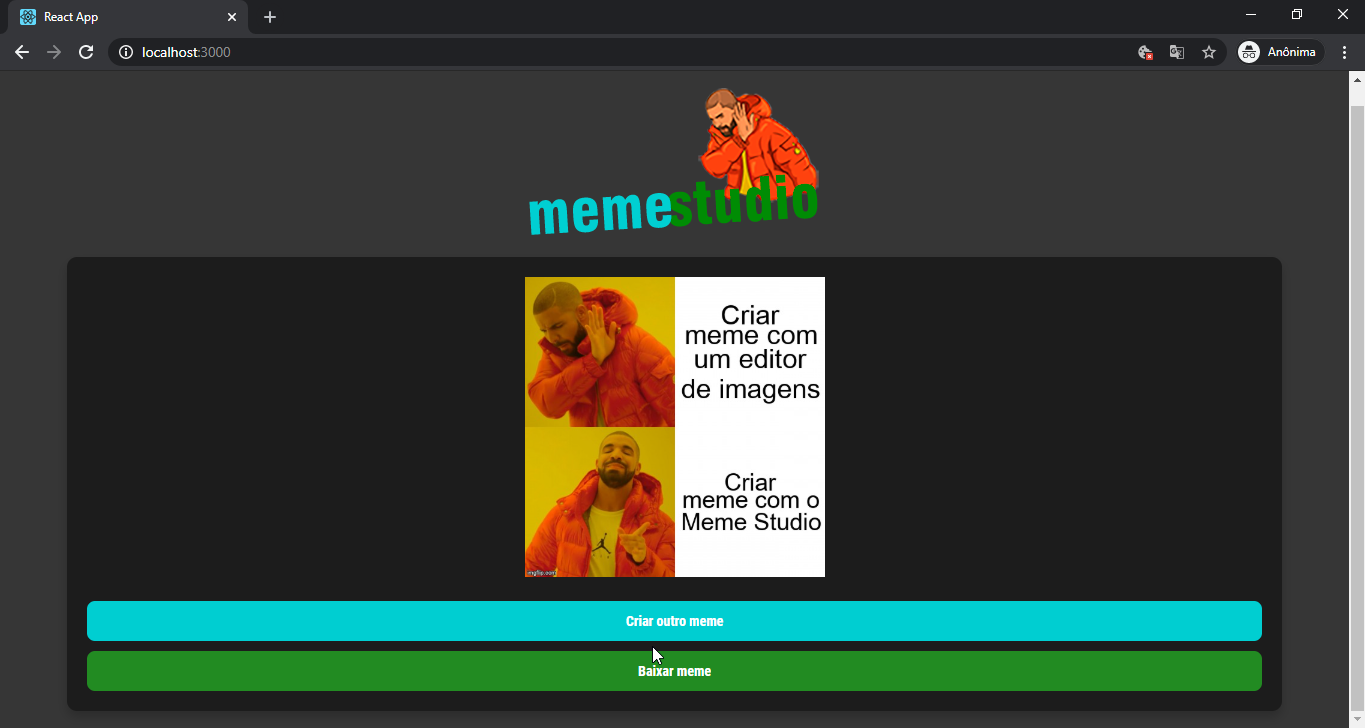 React App
localhost:3000
Anônima
memestudio
Criar
meme com
um editor
de imagens
Criar
meme com o
Meme Studio
imgflip.com
Criar outro meme
Baixar meme